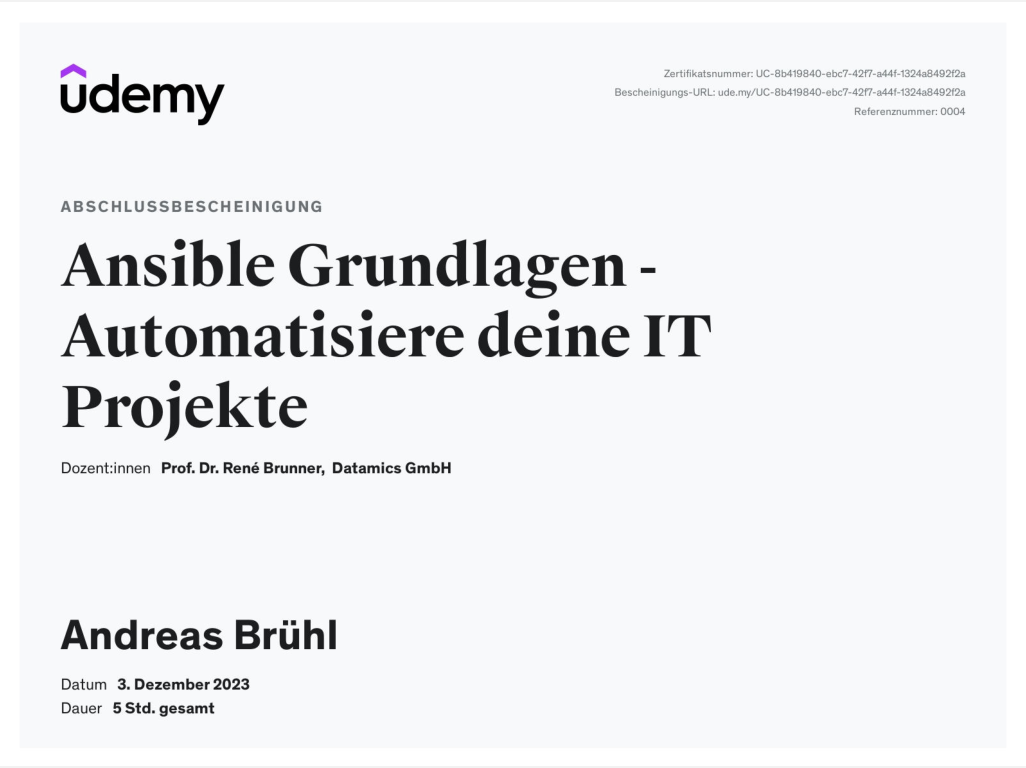 udemy
Zertifikatsnummer: UC-8b419840-ebc7-42f7-a44f-1324a8492f2a
Bescheinigungs-URL: ude.my/UC-8b419840-ebc7-42f7-a44f-1324a8492f2a
Referenznummer: 0004
ABSCHLUSSBESCHEINIGUNG
Ansible Grundlagen -
Automatisiere deine IT
Projekte
Dozent:innen Prof. Dr. René Brunner, Datamics GmbH
Andreas Brühl
Datum 3. Dezember 2023
Dauer 5 Std. gesamt